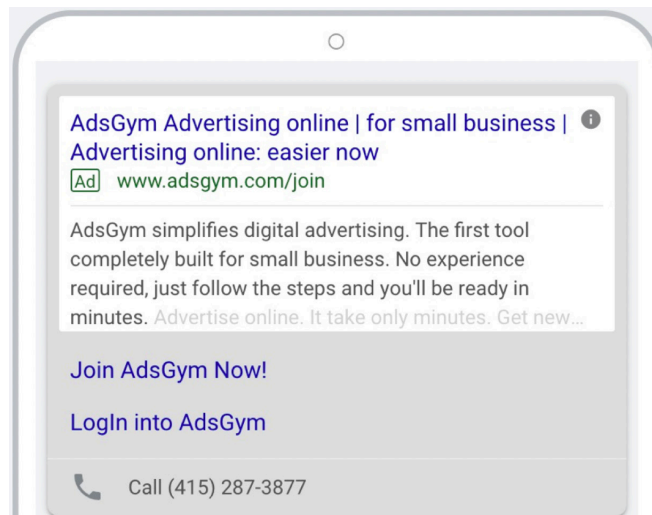 AdsGym Advertising online | for small business |
Advertising online: easier now
Ad www.adsgym.com/join
AdsGym simplifies digital advertising. The first tool
completely built for small business. No experience
required, just follow the steps and you'll be ready in
minutes. Advertise online. It take only minutes. Get new...
Join AdsGym Now!
LogIn into AdsGym
Call (415) 287-3877